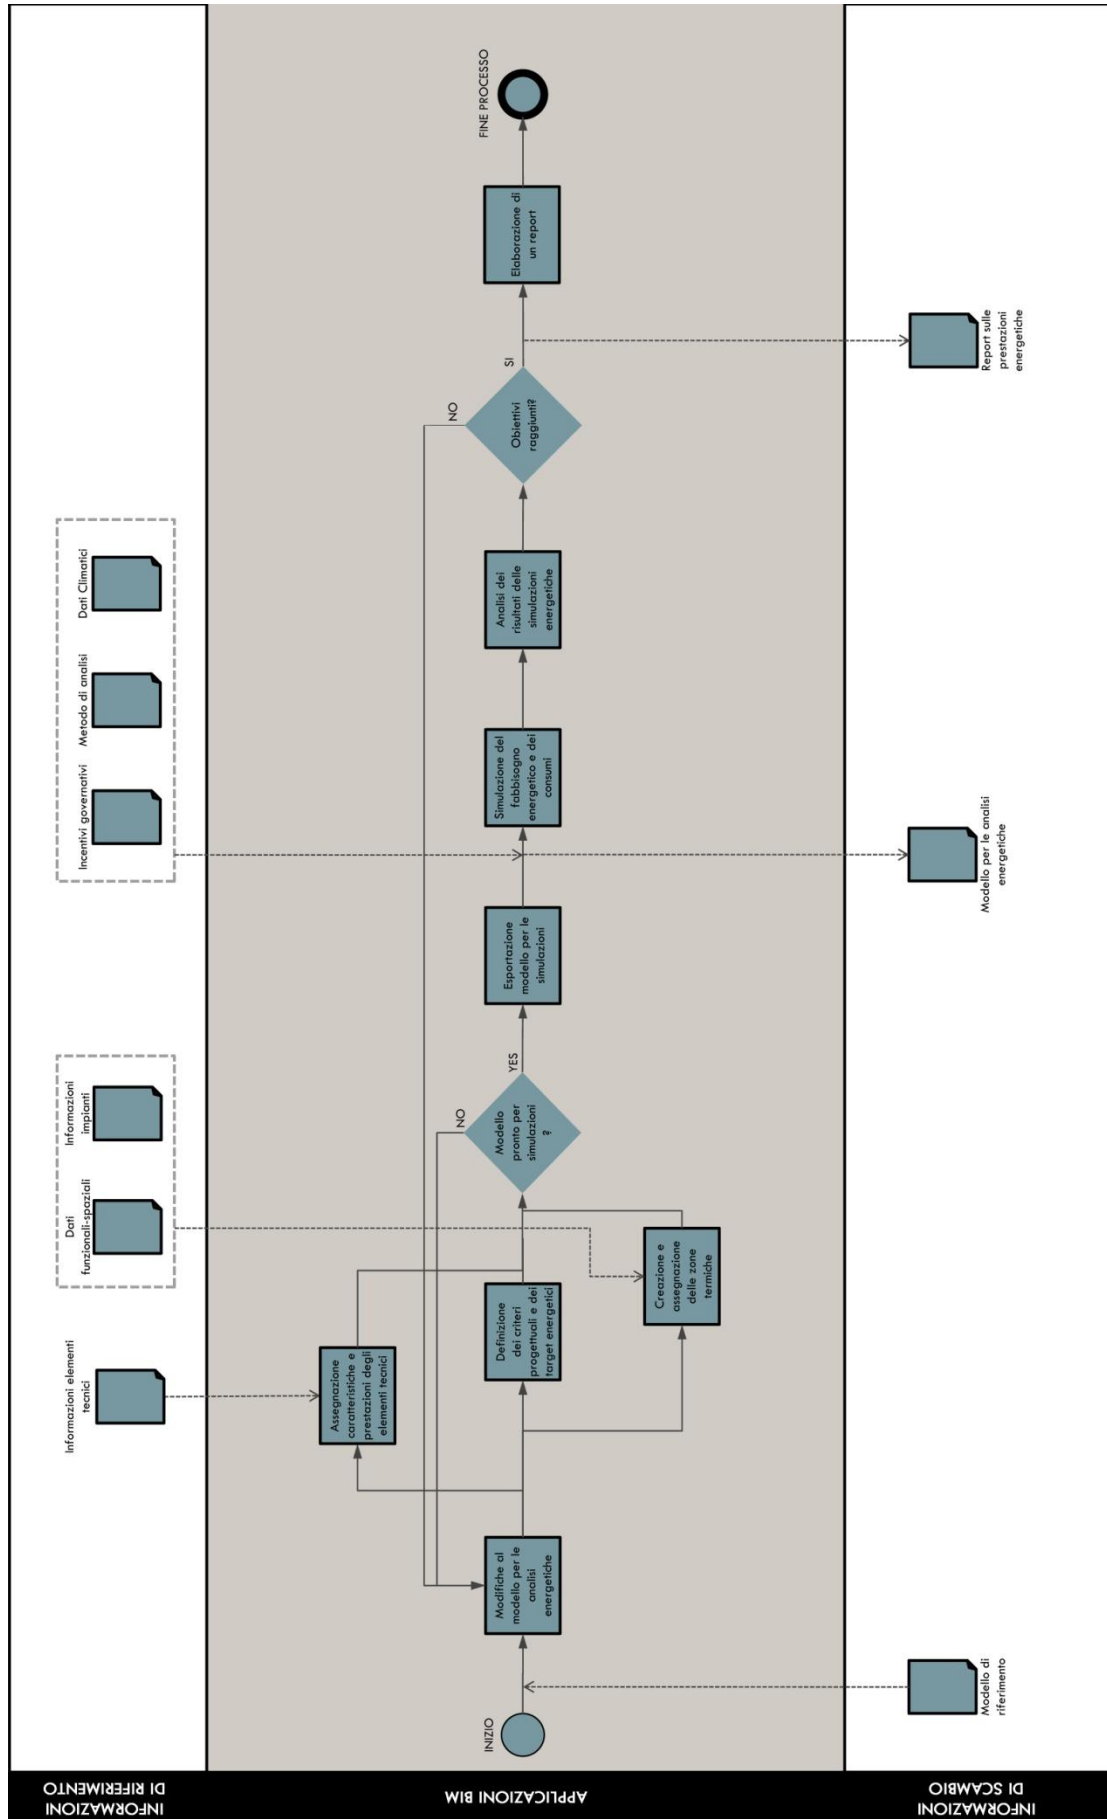 INFORMAZIONI
DI RIFERIMENTO
Informazioni elementi
tecnici
Dati
funzionali-spaziali
Informazioni
impianti
Incentivi governativi
Metodo di analisi
Dati Climatici
APPLICAZIONI BIM
INIZIO
Modifiche al
modello per le
analisi
energetiche
Assegnazione
caratteristiche e
prestazioni degli
elementi tecnici
Definizione
dei criteri
progettuali e dei
target energetici
Creazione e
assegnazione
delle zone
termiche
Modello
pronto per
simulazioni
?
NO
YES
Esportazione
modello per le
simulazioni
Simulazione del
fabbisogno
energetico e dei
consumi
Analisi dei
risultati delle
simulazioni
energetiche
Obiettivi
raggiunti?
NO
SI
Elaborazione di
un report
FINE PROCESSO
INFORMAZIONI
DI SCAMBIO
Modello di
riferimento
Modello per le analisi
energetiche
Report sulle
prestazioni
energetiche